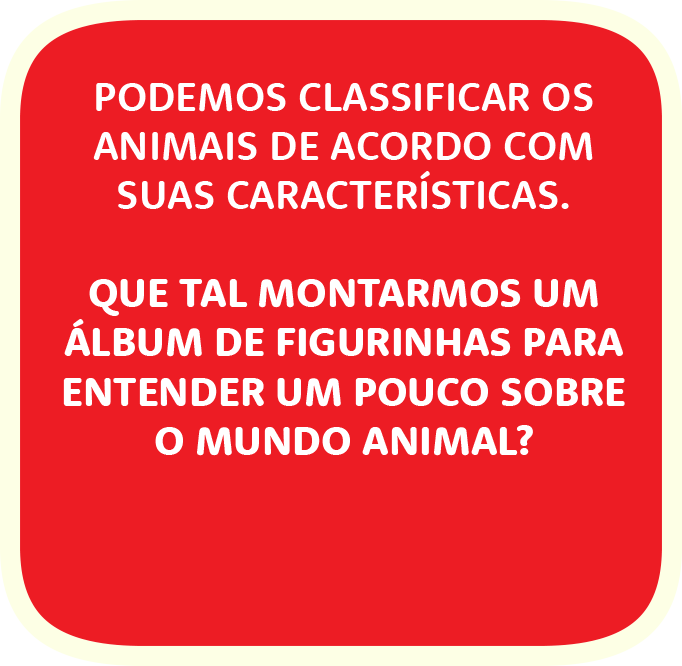 PODEMOS CLASSIFICAR OS
ANIMAIS DE ACORDO COM
SUAS CARACTERÍSTICAS.
QUE TAL MONTARMOS UM
ÁLBUM DE FIGURINHAS PARA
ENTENDER UM POUCO SOBRE
O MUNDO ANIMAL?